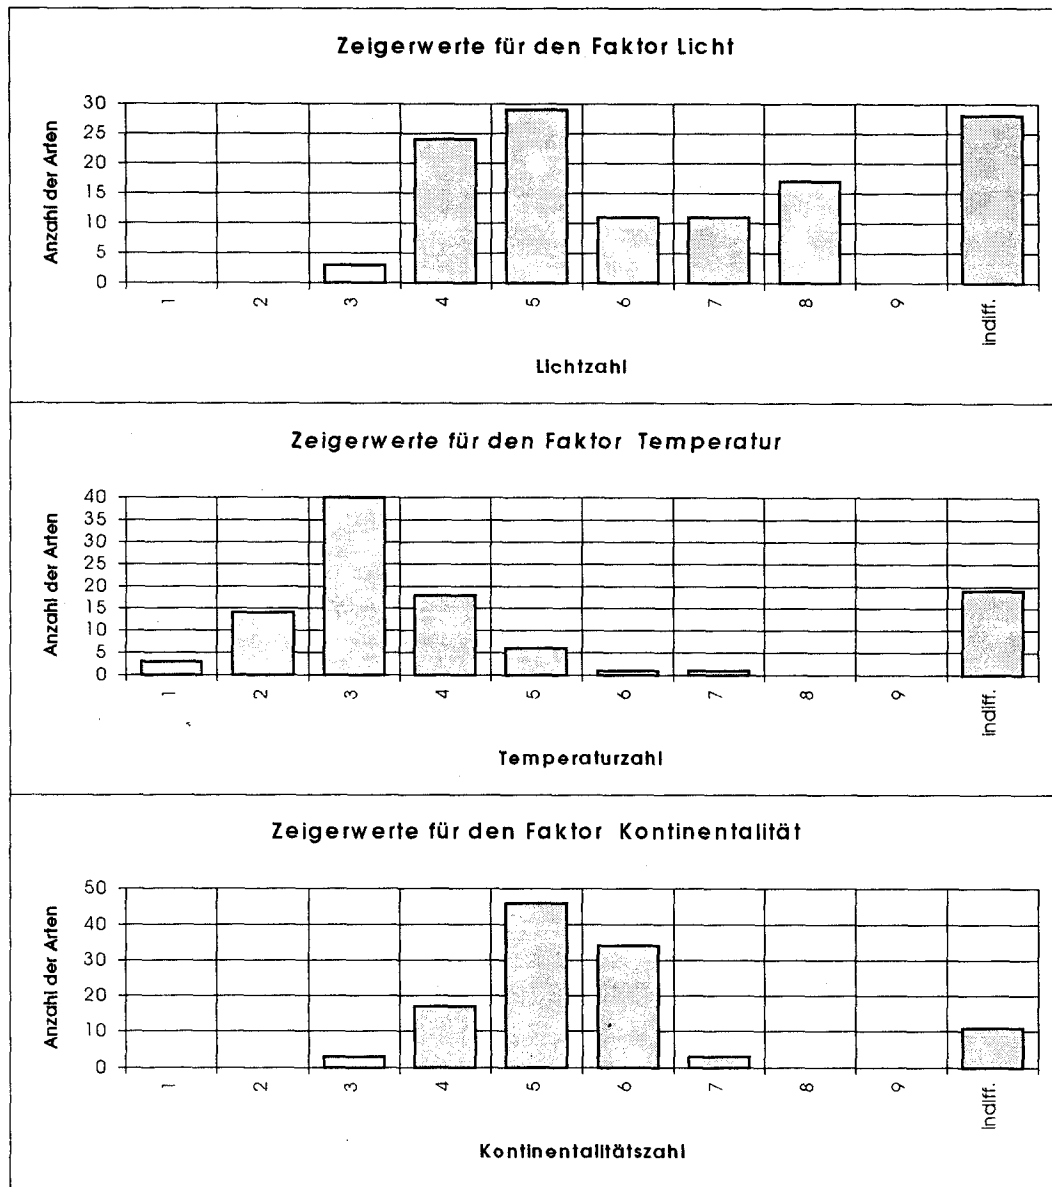 Zeigerwerte für den Faktor Licht
Anzahl der Arten
30
25
20
15
10
5
0
1 2 3 4 5 6 7 8 9 indiff.
Lichtzahl
Zeigerwerte für den Faktor Temperatur
Anzahl der Arten
40
35
30
25
20
15
10
5
0
1 2 3 4 5 6 7 8 9 indiff.
Temperaturzahl
Zeigerwerte für den Faktor Kontinentalität
Anzahl der Arten
50
40
30
20
10
0
1 2 3 4 5 6 7 8 9 indiff.
Kontinentalitätszahl